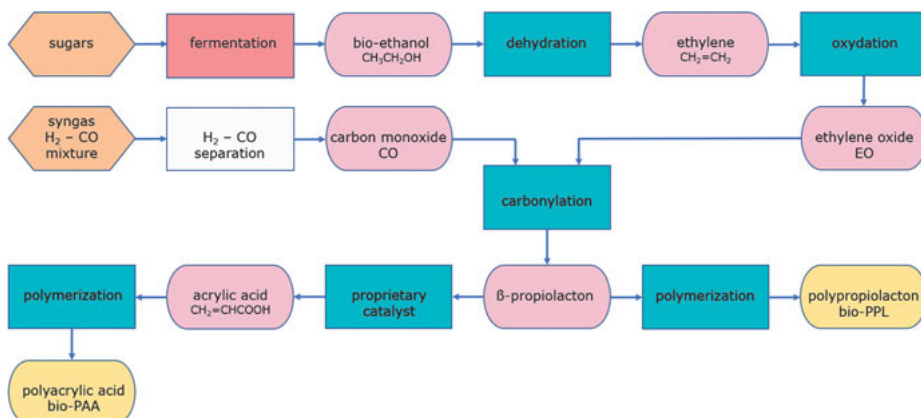 sugars
fermentation
bio-ethanol
CH₃CH₂OH
dehydration
ethylene
CH₂=CH₂
oxydation
syngas
H₂ – CO
mixture
H₂ – CO
separation
carbon monoxide
CO
ethylene oxide
EO
carbonylation
polymerization
acrylic acid
CH₂=CHCOOH
proprietary
catalyst
ß-propiolacton
polymerization
polypropiolacton
bio-PPL
polyacrylic acid
bio-PAA